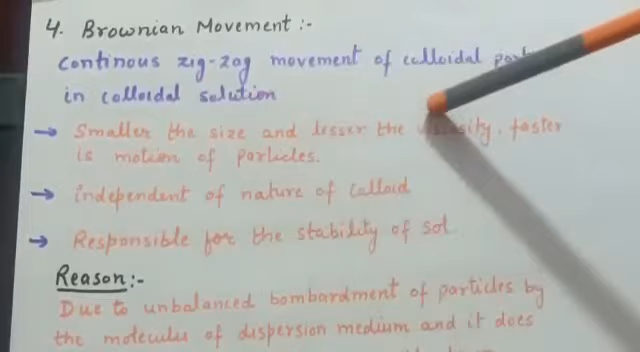 4. Brownian Movement :-
Continous zig-zag movement of colloidal
in colloidal solution
→ Smaller the size and lesser the viscosity, faster
is motion of particles.
→ independent of nature of colloid
→ Responsible for the stability of sol.
Reason:-
Due to unbalanced bombardment of particles by
the molecules of dispersion medium and it does